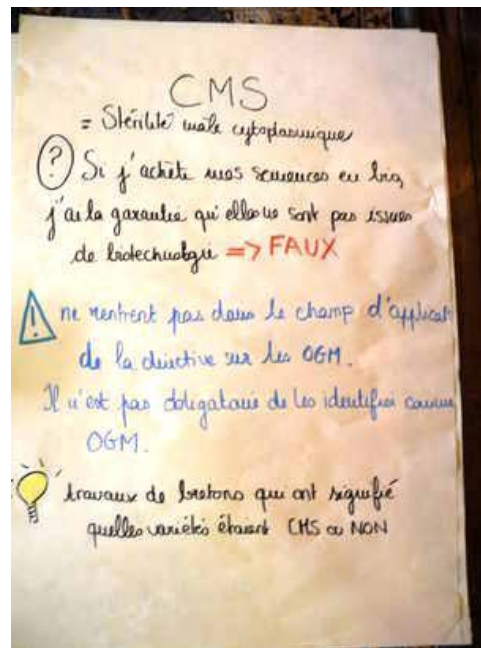 CMS
= Stérilité mâle cytoplasmique
? Si j'achète mes semences en bio,
j'ai la garantie qu'elles ne sont pas issues
de biotechnologie => FAUX
! ne rentrent pas dans le champ d'applicat
de la directive sur les OGM.
Il n'est pas obligatoire de les identifier comme
OGM.
travaux de bretons qui ont signifié
quelles variétés étaient CMS ou NON